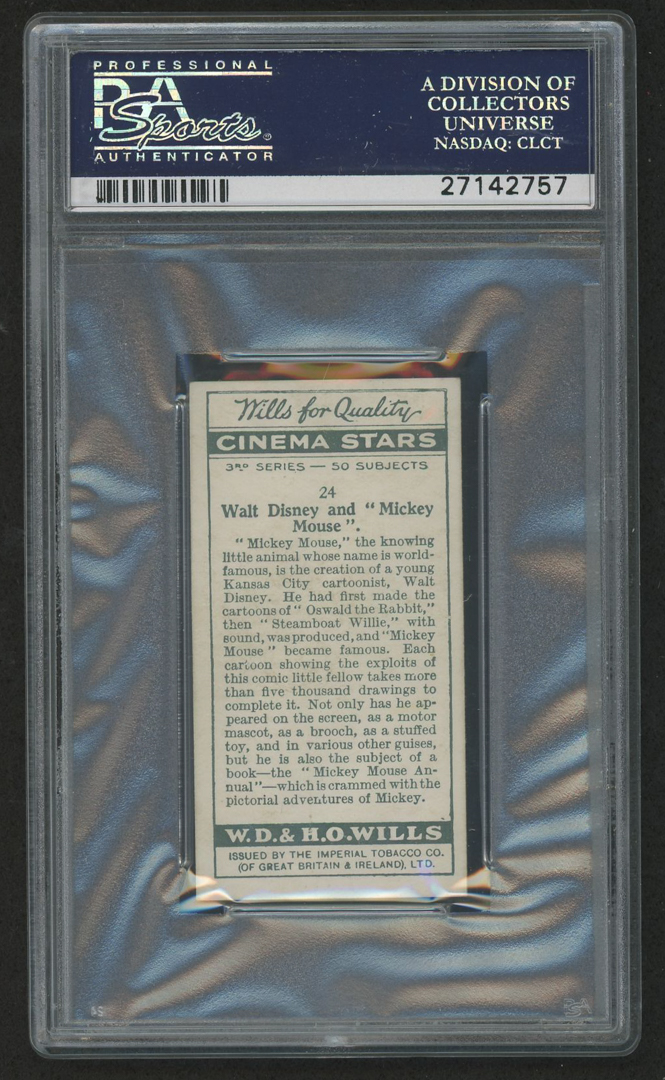 PROFESSIONAL
PSA
Sports
AUTHENTICATOR
A DIVISION OF
COLLECTORS
UNIVERSE
NASDAQ: CLCT
27142757
Wills for Quality
CINEMA STARS
3RD SERIES — 50 SUBJECTS
24
Walt Disney and "Mickey
Mouse".
"Mickey Mouse," the knowing
little animal whose name is world-
famous, is the creation of a young
Kansas City cartoonist, Walt
Disney. He had first made the
cartoons of "Oswald the Rabbit,"
then "Steamboat Willie," with
sound, was produced, and "Mickey
Mouse" became famous. Each
cartoon showing the exploits of
this comic little fellow takes more
than five thousand drawings to
complete it. Not only has he ap-
peared on the screen, as a motor
mascot, as a brooch, as a stuffed
toy, and in various other guises,
but he is also the subject of a
book—the "Mickey Mouse An-
nual"—which is crammed with the
pictorial adventures of Mickey.
W.D. & H.O. WILLS
ISSUED BY THE IMPERIAL TOBACCO CO.
(OF GREAT BRITAIN & IRELAND), LTD.